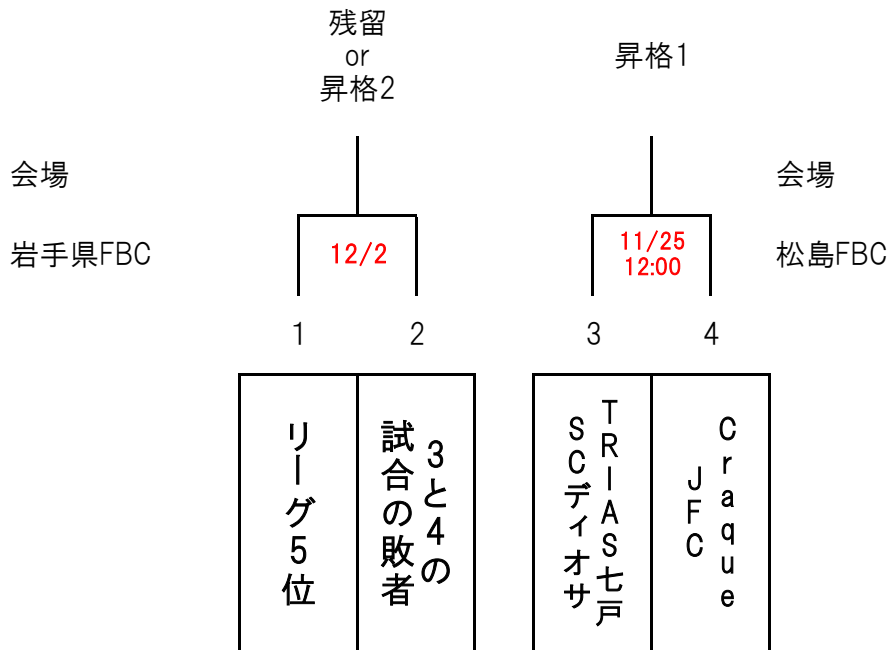 残留
or
昇格2
昇格1
会場
会場
岩手県FBC
12/2
11/25
12:00
松島FBC
1
2
3
4
リーグ5位
3と4の
試合の敗者
TRIAS七戸
SCディオサ
Craque
JFC